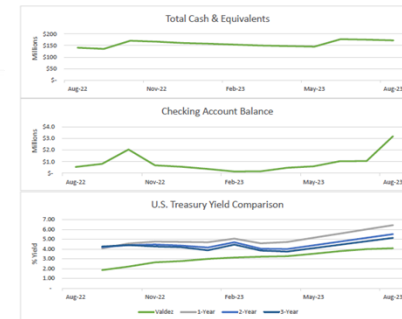 Total Cash & Equivalents
Millions
$200
$150
$100
$50
$-
Aug-22
Nov-22
Feb-23
May-23
Aug-23
Checking Account Balance
Millions
$4.0
$3.0
$2.0
$1.0
$-
Aug-22
Nov-22
Feb-23
May-23
Aug-23
U.S. Treasury Yield Comparison
% Yield
7.00
6.00
5.00
4.00
3.00
2.00
1.00
-
Aug-22
Nov-22
Feb-23
May-23
Aug-23
Valdez 1-Year 2-Year 3-Year